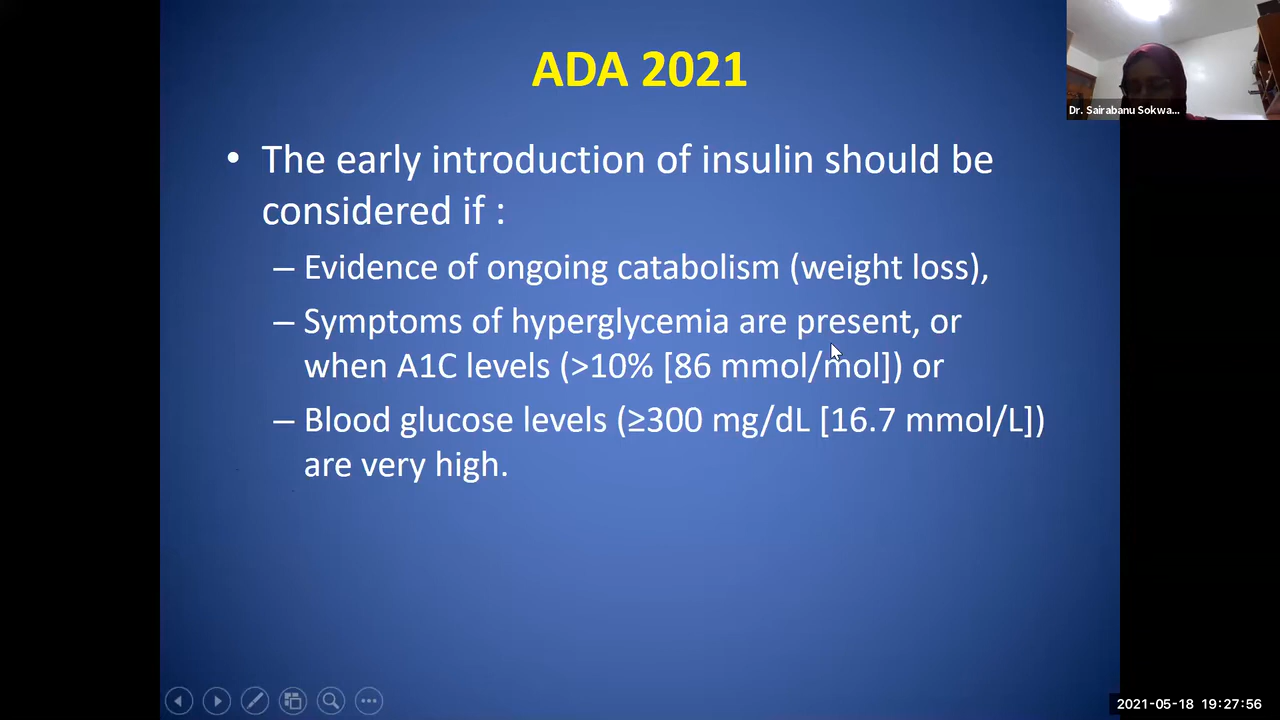 ADA 2021
• The early introduction of insulin should be
considered if :
– Evidence of ongoing catabolism (weight loss),
– Symptoms of hyperglycemia are present, or
when A1C levels (>10% [86 mmol/mol]) or
– Blood glucose levels (≥300 mg/dL [16.7 mmol/L])
are very high.
Dr. Sairabanu Sokwa...
2021-05-18 19:27:56